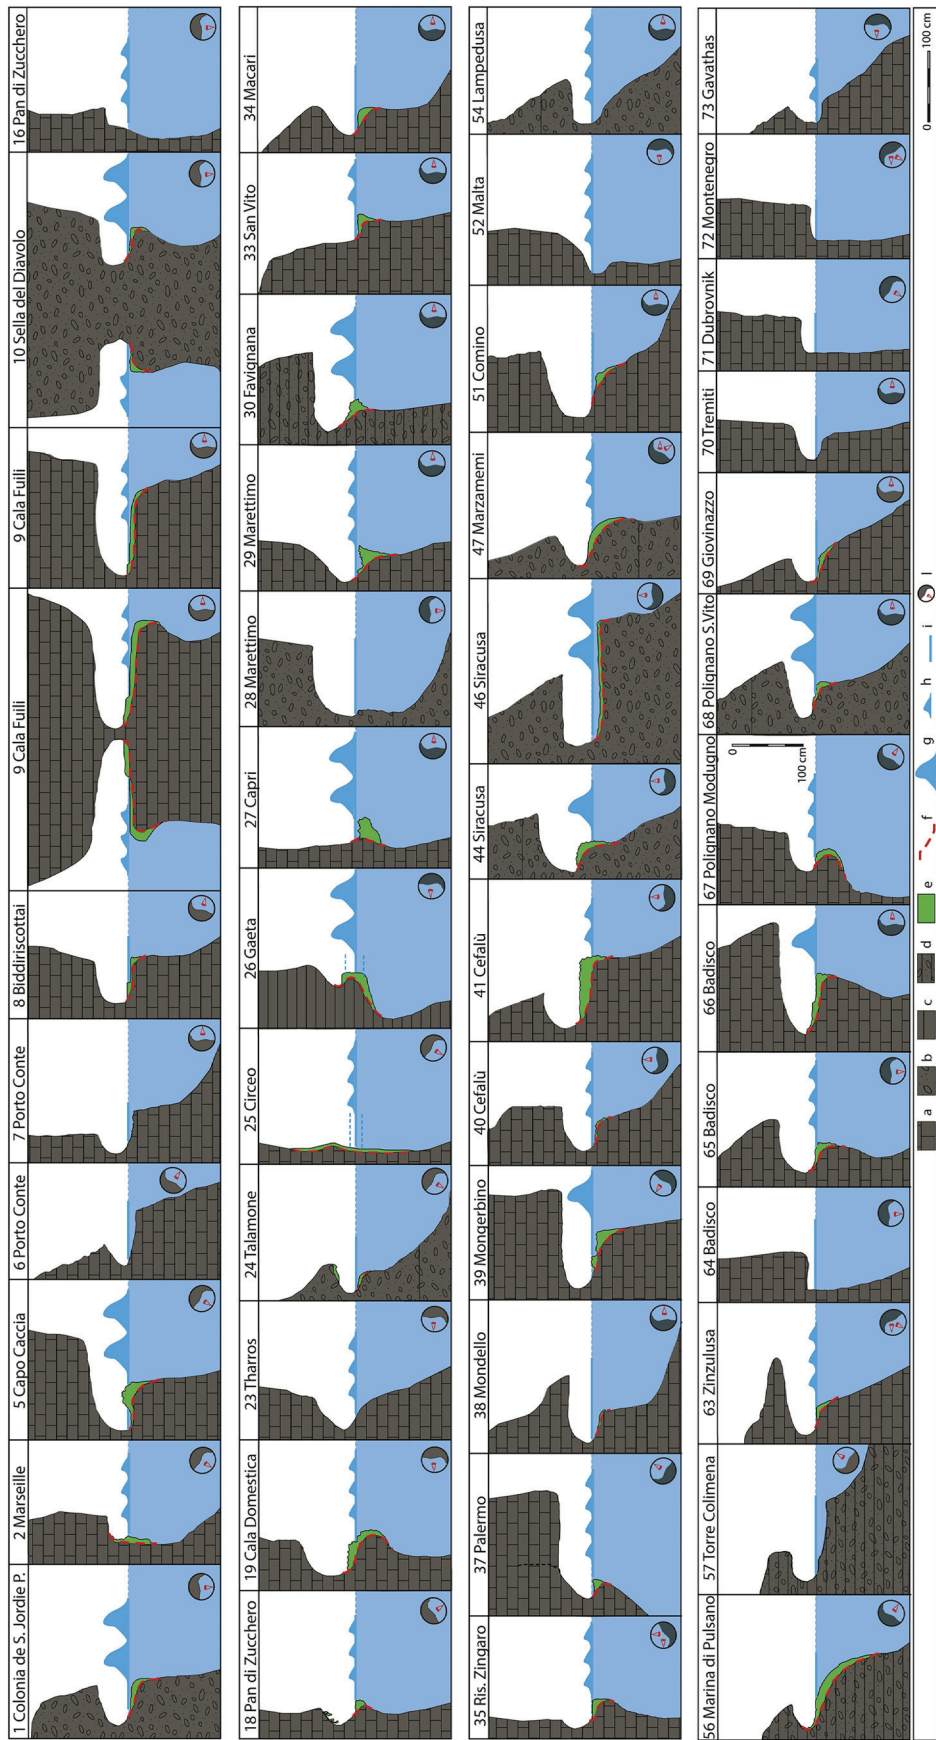 1 Colonia de S. Jordie P.
2 Marseille
5 Capo Caccia
6 Porto Conte
7 Porto Conte
8 Biddiriscottai
9 Cala Fuili
9 Cala Fuili
10 Sella del Diavolo
16 Pan di Zucchero
18 Pan di Zucchero
19 Cala Domestica
23 Tharros
24 Talamone
25 Circeo
26 Gaeta
27 Capri
28 Marettimo
29 Marettimo
30 Favignana
33 San Vito
34 Macari
35 Ris. Zingaro
37 Palermo
38 Mondello
39 Mongerbino
40 Cefalù
41 Cefalù
44 Siracusa
46 Siracusa
47 Marzamemi
51 Comino
52 Malta
54 Lampedusa
56 Marina di Pulsano
57 Torre Colimena
63 Zinzulusa
64 Badisco
65 Badisco
66 Badisco
67 Polignano Modugno
0
100 cm
68 Polignano S.Vito
69 Giovinazzo
70 Tremiti
71 Dubrovnik
72 Montenegro
73 Gavathas
a b c d e f g h i l
0 100 cm